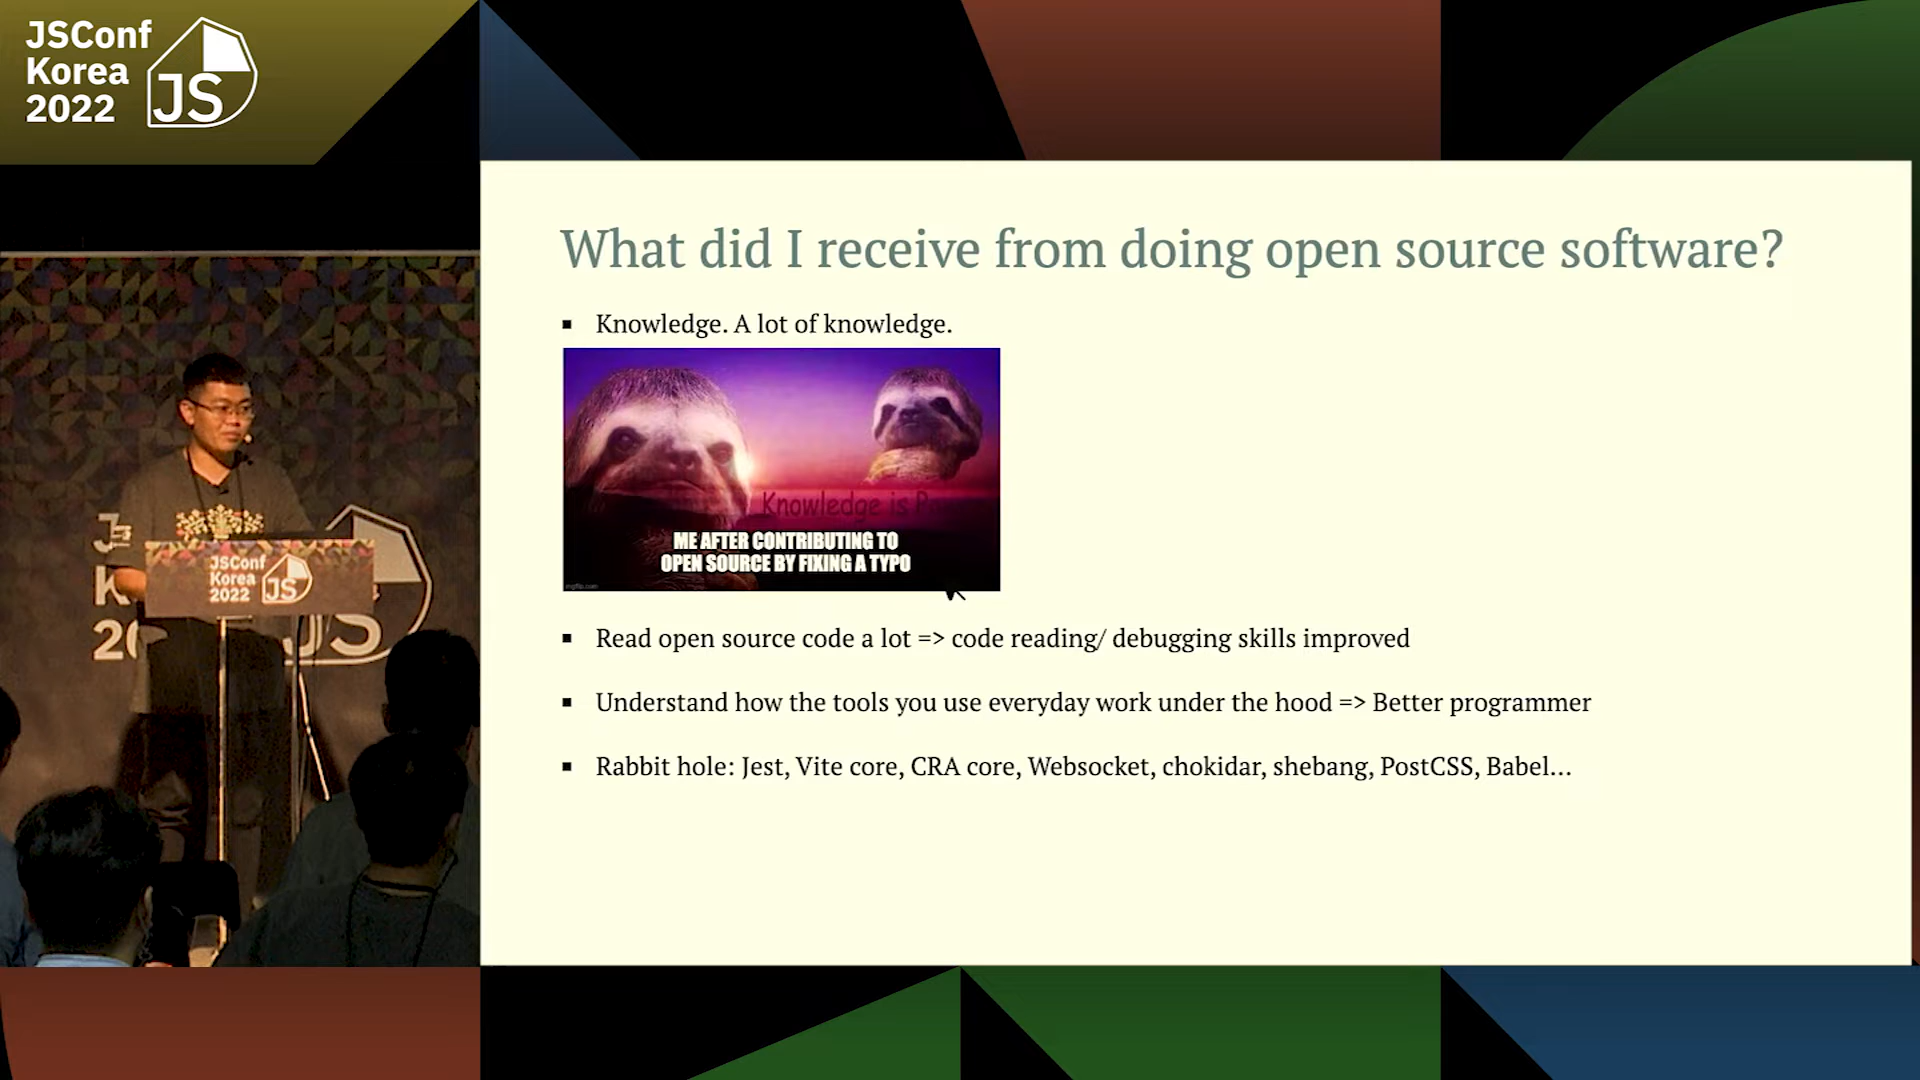 JSConf
Korea
2022
JS
What did I receive from doing open source software?
▪ Knowledge. A lot of knowledge.
Knowledge is
ME AFTER CONTRIBUTING TO
OPEN SOURCE BY FIXING A TYPO
imgflip.com
▪ Read open source code a lot => code reading/ debugging skills improved
▪ Understand how the tools you use everyday work under the hood => Better programmer
▪ Rabbit hole: Jest, Vite core, CRA core, Websocket, chokidar, shebang, PostCSS, Babel...
JSConf
Korea
2022
JS
JS